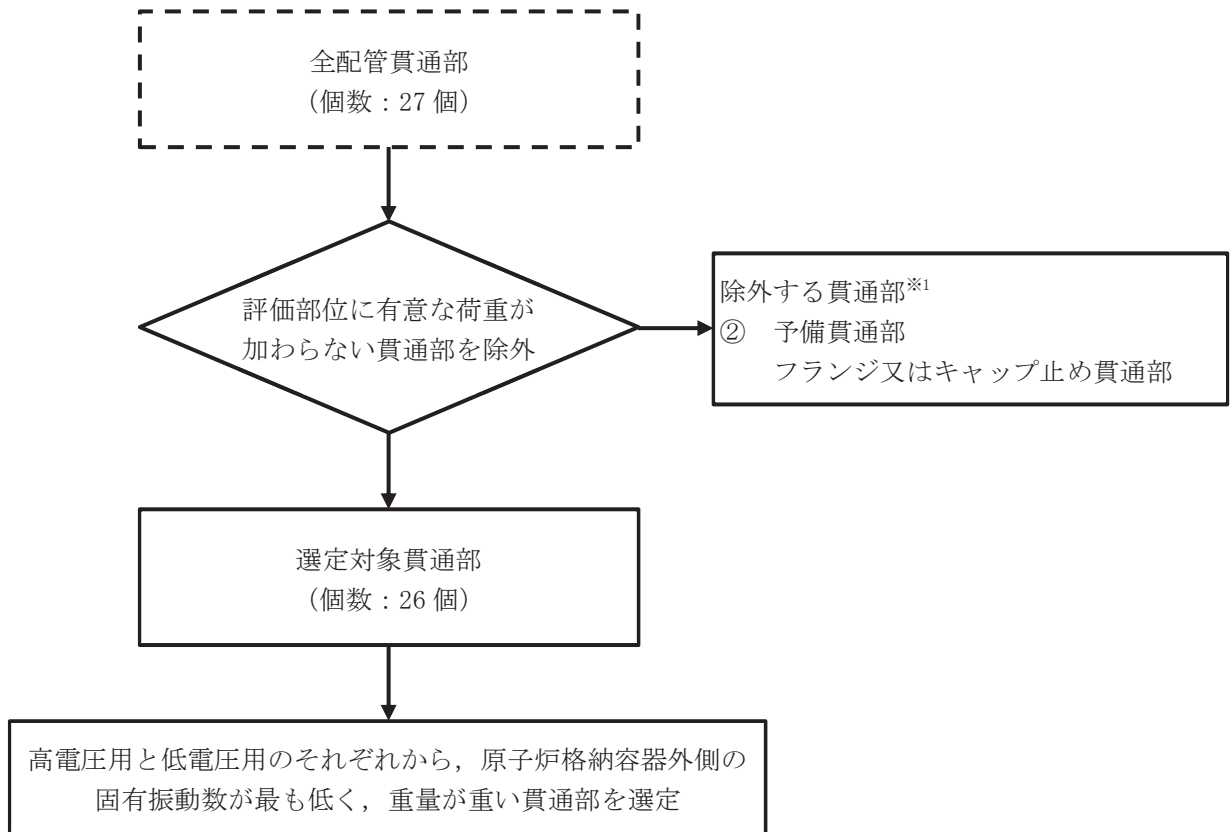 全配管貫通部
（個数：27 個）
評価部位に有意な荷重が
加わらない貫通部を除外
除外する貫通部※1
② 予備貫通部
フランジ又はキャップ止め貫通部
選定対象貫通部
（個数：26 個）
高電圧用と低電圧用のそれぞれから，原子炉格納容器外側の
固有振動数が最も低く，重量が重い貫通部を選定